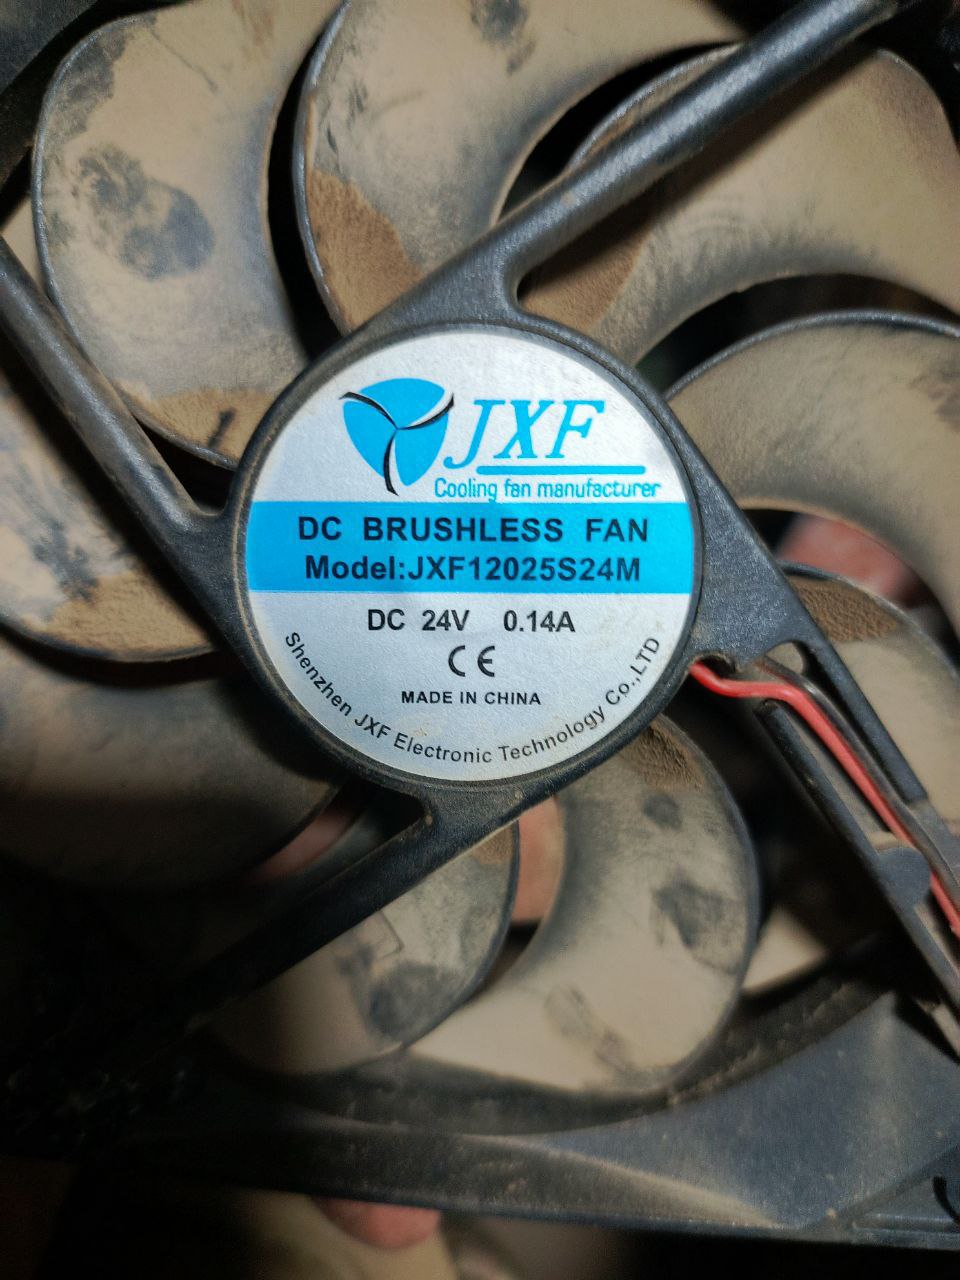 JXF
Cooling fan manufacturer
DC BRUSHLESS FAN
Model:JXF12025S24M
DC 24V 0.14A
CE
MADE IN CHINA
Shenzhen JXF Electronic Technology Co.,LTD